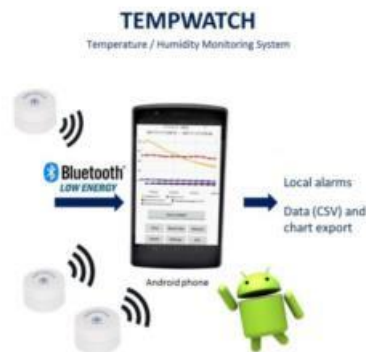 TEMPWATCH
Temperature / Humidity Monitoring System
Bluetooth
LOW ENERGY
Local alarms
Data (CSV) and
chart export
Android phone